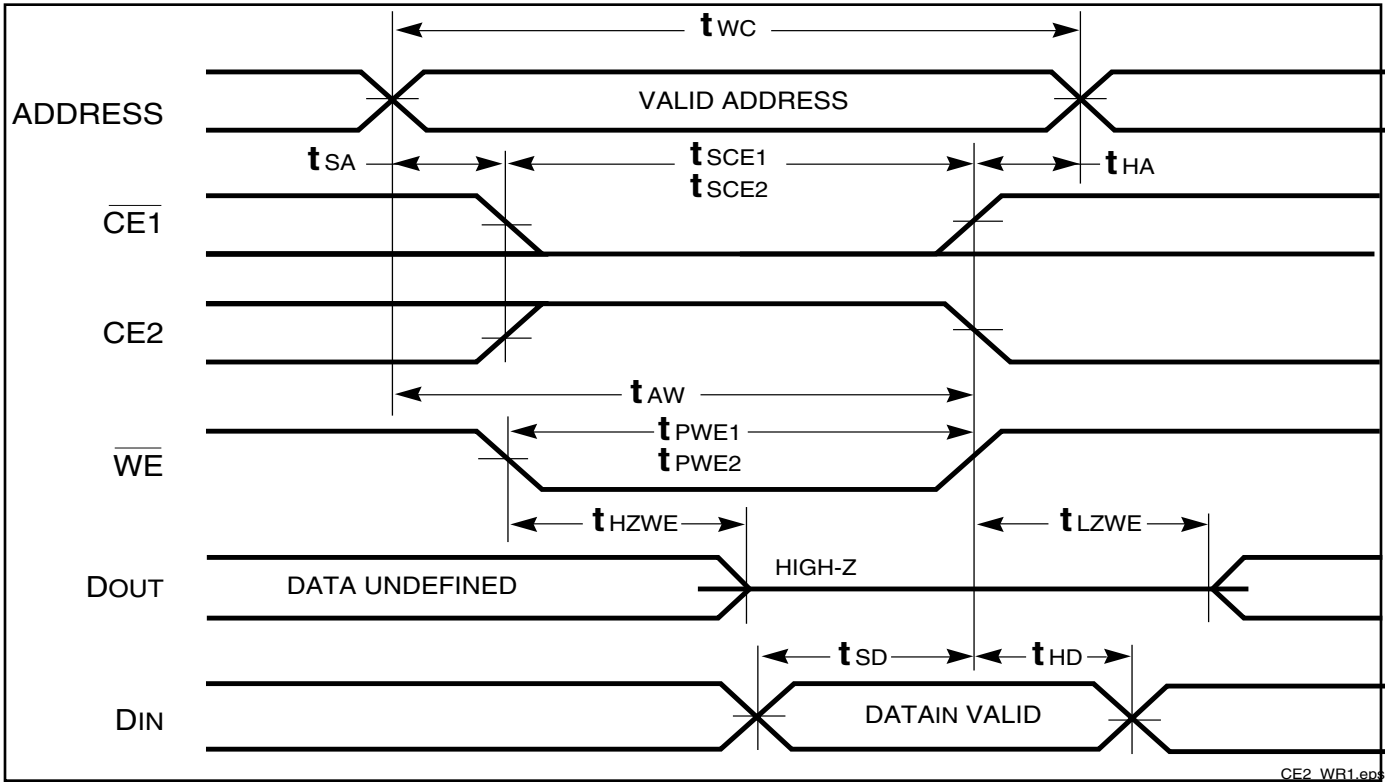 tWC
ADDRESS
VALID ADDRESS
tSA
tSCE1
tSCE2
tHA
CE1
CE2
tAW
tPWE1
tPWE2
WE
tHZWE
tLZWE
DOUT
DATA UNDEFINED
HIGH-Z
tSD
tHD
DIN
DATAIN VALID
CE2_WR1.eps